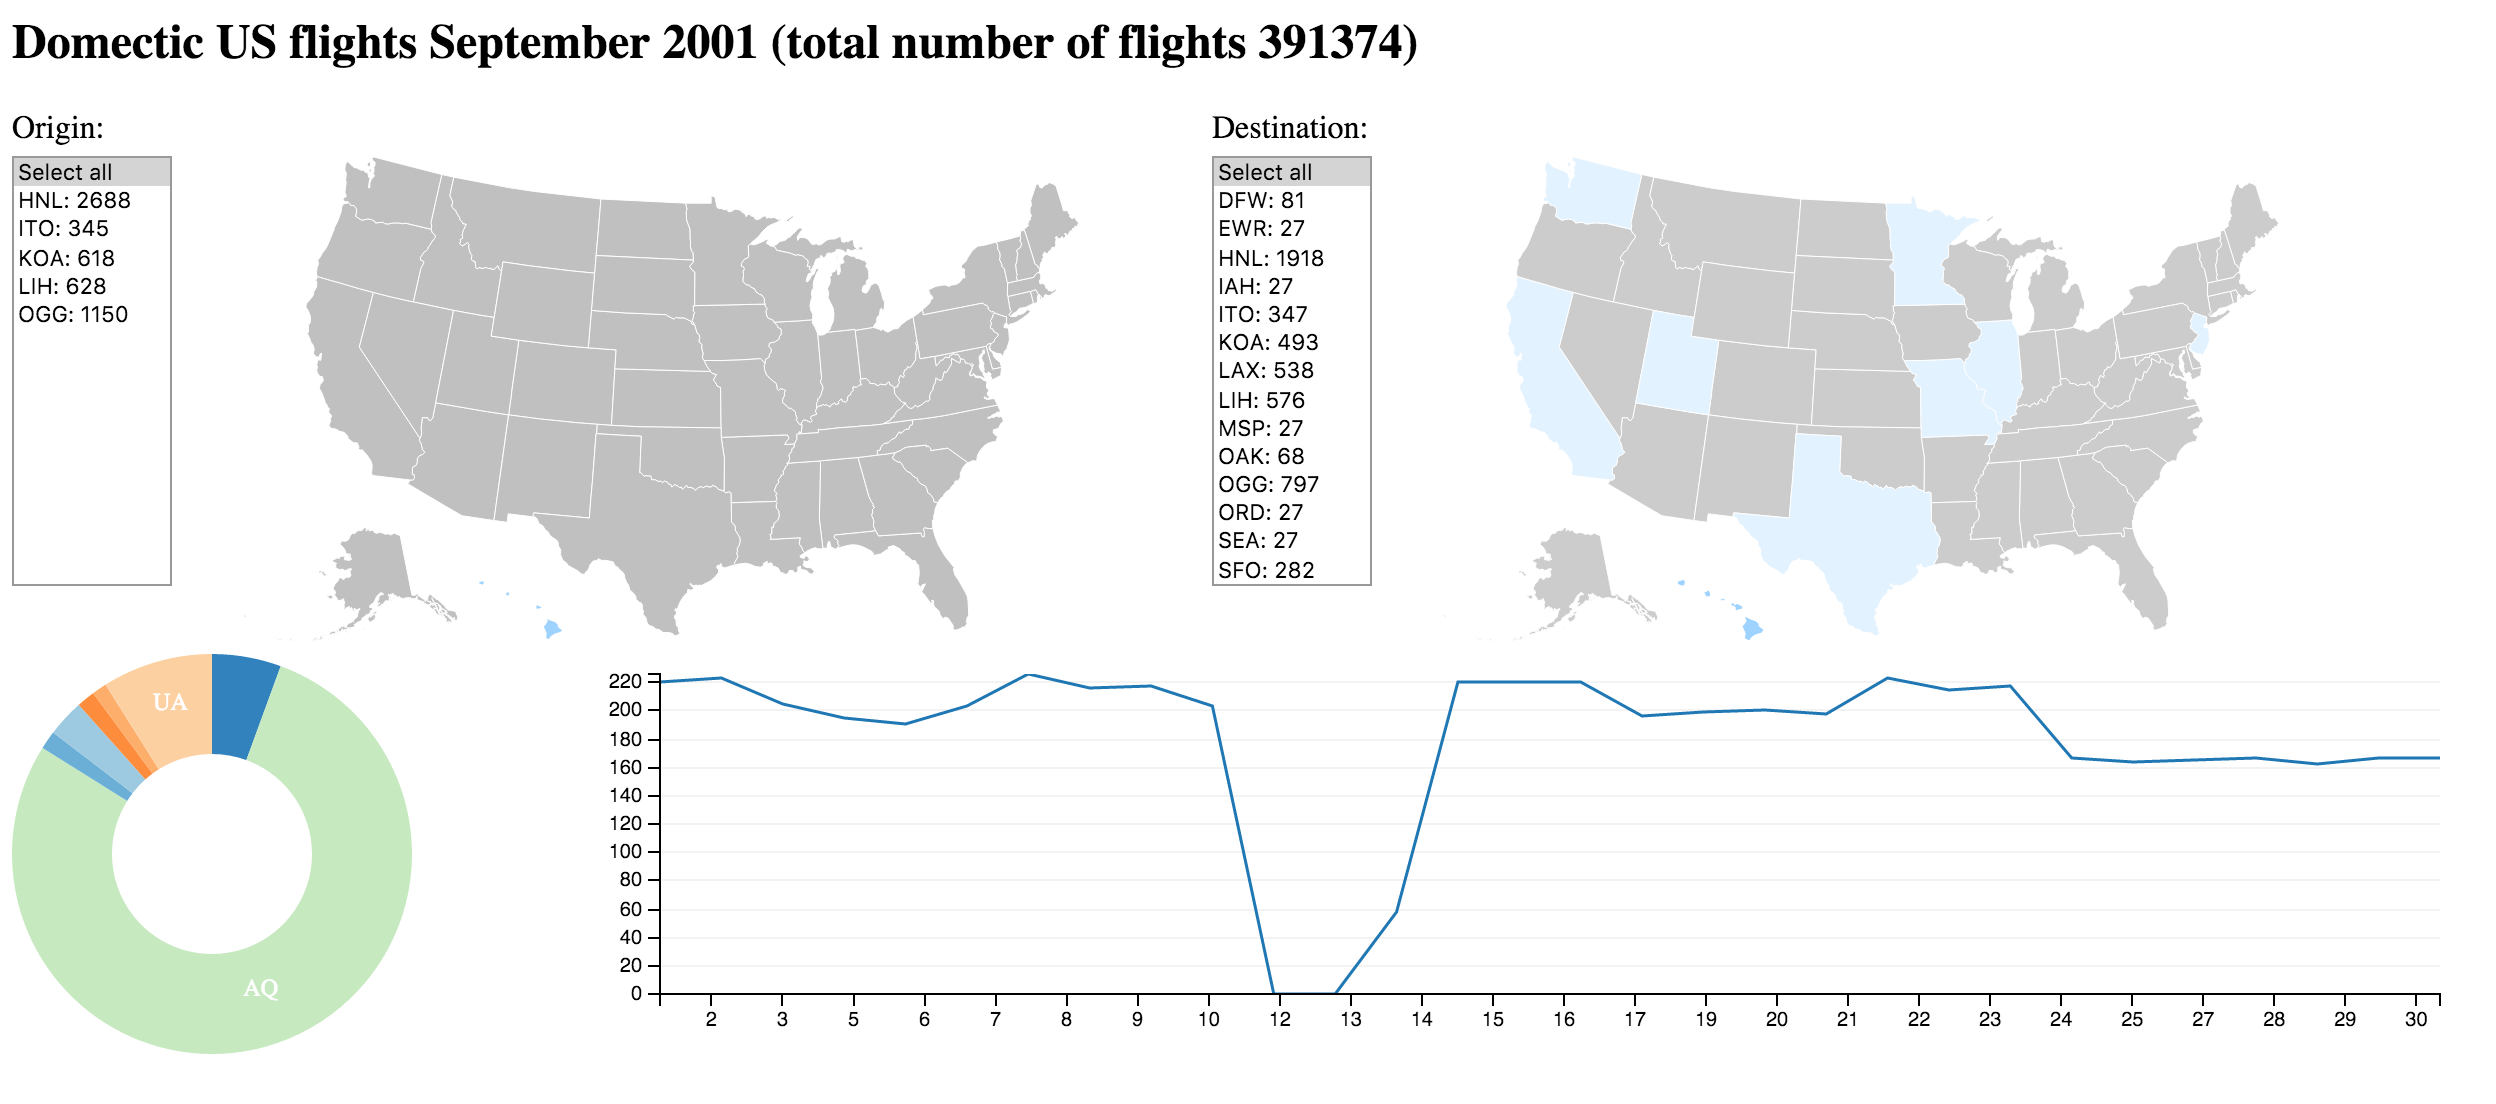 Domectic US flights September 2001 (total number of flights 391374)
Origin:
Select all
HNL: 2688
ITO: 345
KOA: 618
LIH: 628
OGG: 1150
Destination:
Select all
DFW: 81
EWR: 27
HNL: 1918
IAH: 27
ITO: 347
KOA: 493
LAX: 538
LIH: 576
MSP: 27
OAK: 68
OGG: 797
ORD: 27
SEA: 27
SFO: 282
UA
AQ
220
200
180
160
140
120
100
80
60
40
20
0
2 3 5 6 7 8 9 10 12 13 14 15 16 17 19 20 21 22 23 24 25 27 28 29 30